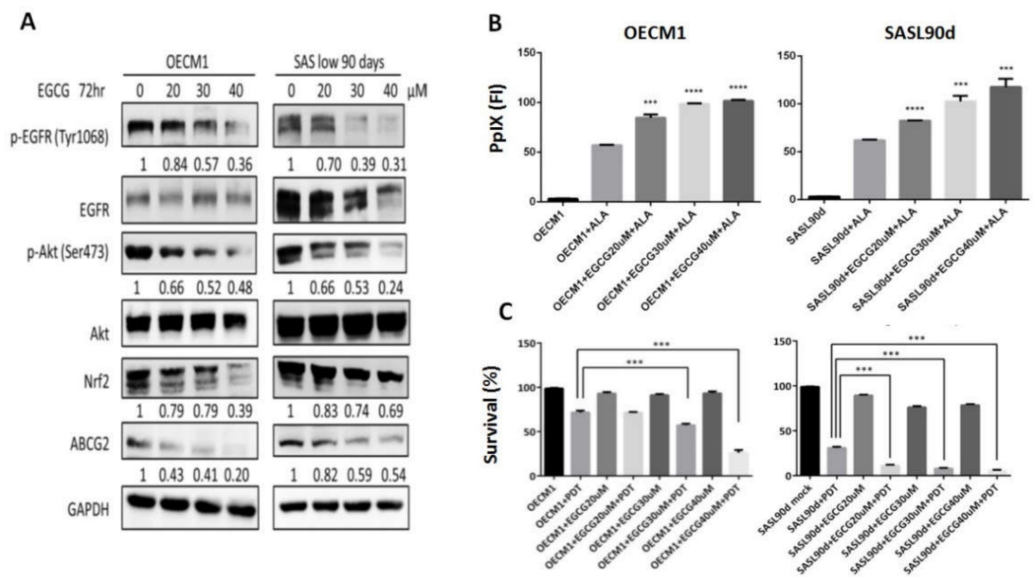 A
OECM1 SAS low 90 days
EGCG 72hr 0 20 30 40 0 20 30 40 μM
p-EGFR (Tyr1068)
1 0.84 0.57 0.36 1 0.70 0.39 0.31
EGFR
p-Akt (Ser473)
1 0.66 0.52 0.48 1 0.66 0.53 0.24
Akt
Nrf2
1 0.79 0.79 0.39 1 0.83 0.74 0.69
ABCG2
1 0.43 0.41 0.20 1 0.82 0.59 0.54
GAPDH
B
OECM1
PpIX (FI)
150
100
50
0
*** **** ****
OECM1
OECM1+ALA
OECM1+EGCG20uM+ALA
OECM1+EGCG30uM+ALA
OECM1+EGCG40uM+ALA
SASL90d
150
100
50
0
**** *** ***
SASL90d
SASL90d+ALA
SASL90d+EGCG20uM+ALA
SASL90d+EGCG30uM+ALA
SASL90d+EGCG40uM+ALA
C
Survival (%)
150
100
50
0
***
***
OECM1
OECM1+PDT
OECM1+EGCG20uM
OECM1+EGCG20uM+PDT
OECM1+EGCG30uM
OECM1+EGCG30uM+PDT
OECM1+EGCG40uM
OECM1+EGCG40uM+PDT
150
100
50
0
***
***
***
SASL90d mock
SASL90d+PDT
SASL90d+EGCG20uM
SASL90d+EGCG20uM+PDT
SASL90d+EGCG30uM
SASL90d+EGCG30uM+PDT
SASL90d+EGCG40uM
SASL90d+EGCG40uM+PDT